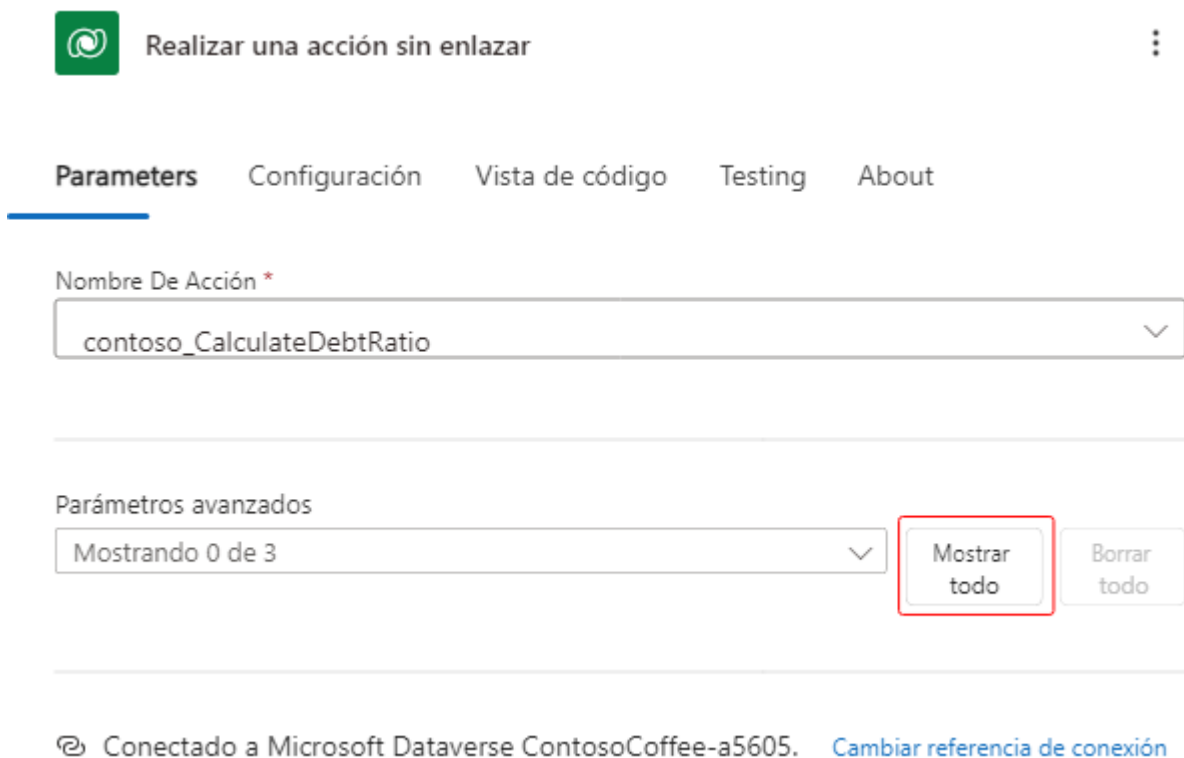 Realizar una acción sin enlazar
Parameters Configuración Vista de código Testing About
Nombre De Acción *
contoso_CalculateDebtRatio
Parámetros avanzados
Mostrando 0 de 3
Mostrar
todo
Borrar
todo
Conectado a Microsoft Dataverse ContosoCoffee-a5605. Cambiar referencia de conexión